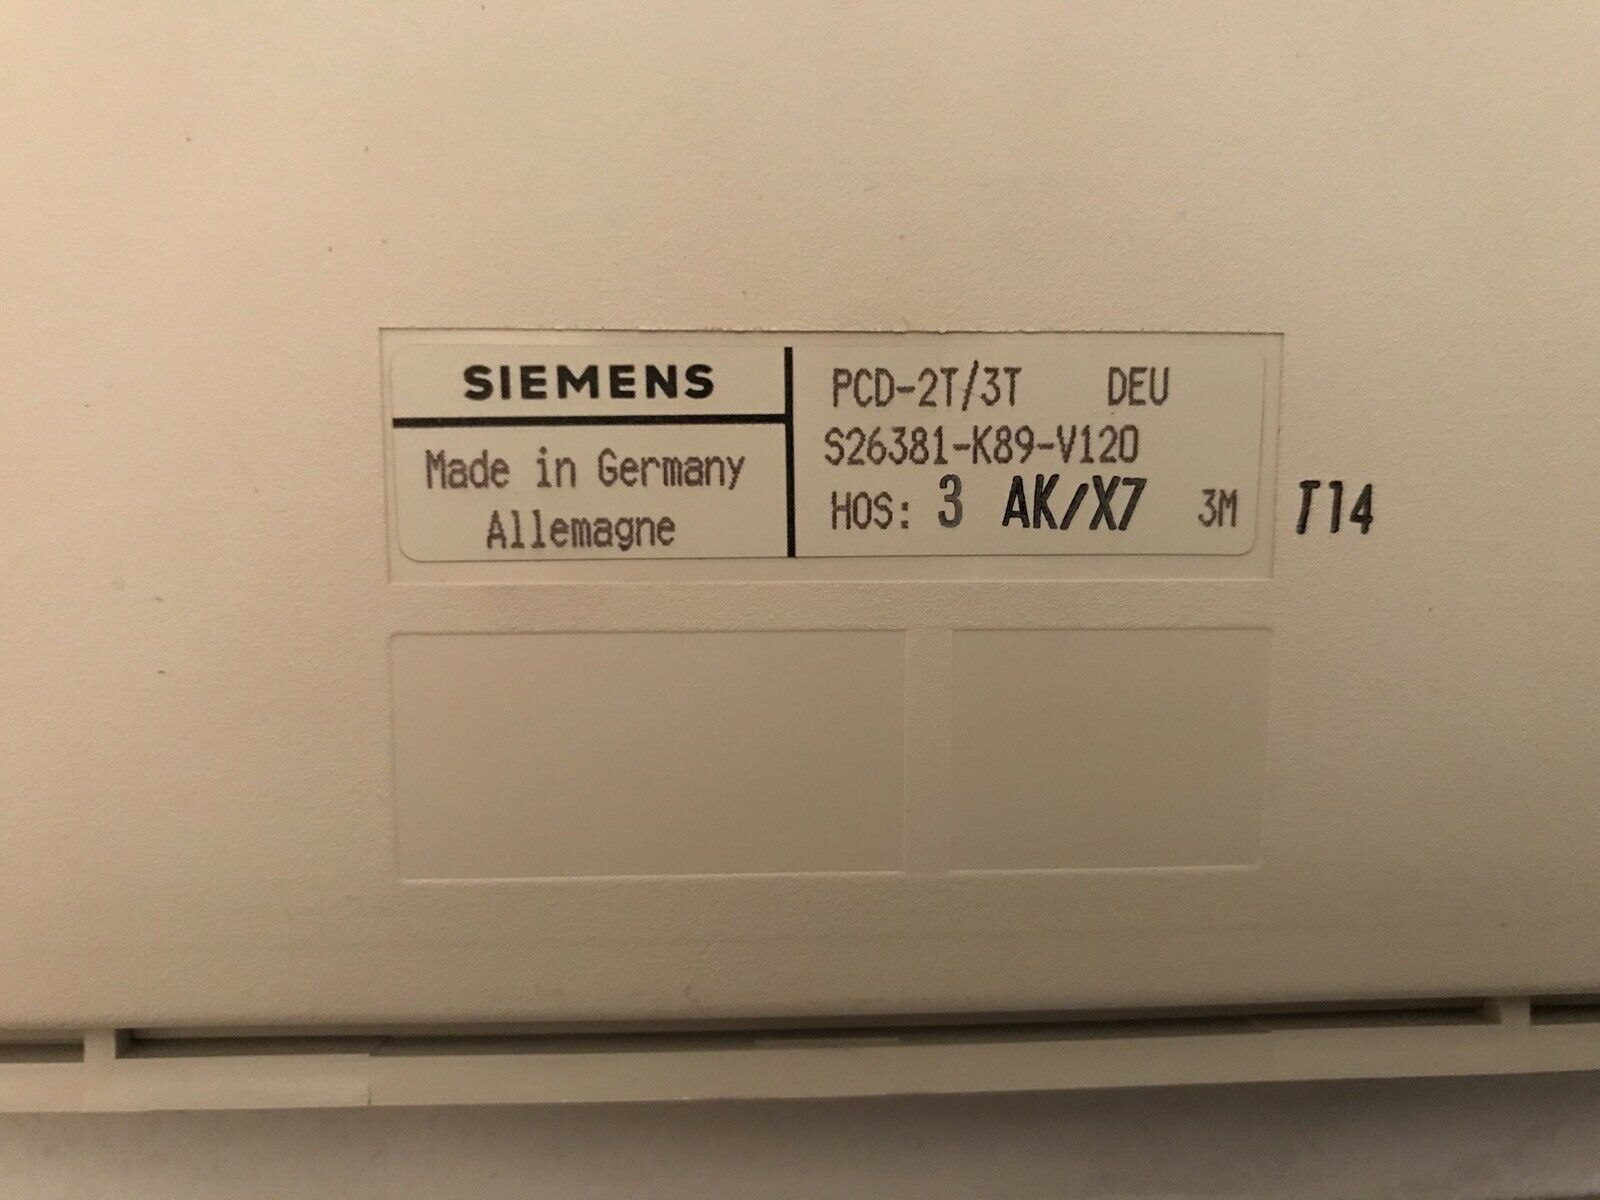 SIEMENS
Made in Germany
Allemagne
PCD-2T/3T DEU
S26381-K89-V120
HOS: 3 AK/X7 3M T14